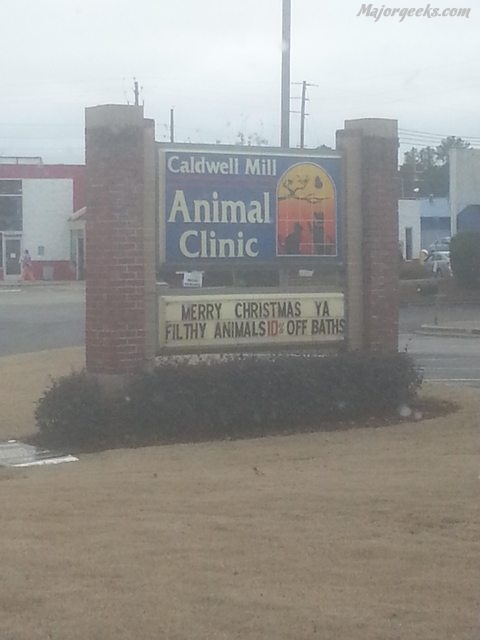 Majorgeeks.com
Caldwell Mill
Animal
Clinic
MERRY CHRISTMAS YA
FILTHY ANIMALS 10% OFF BATHS